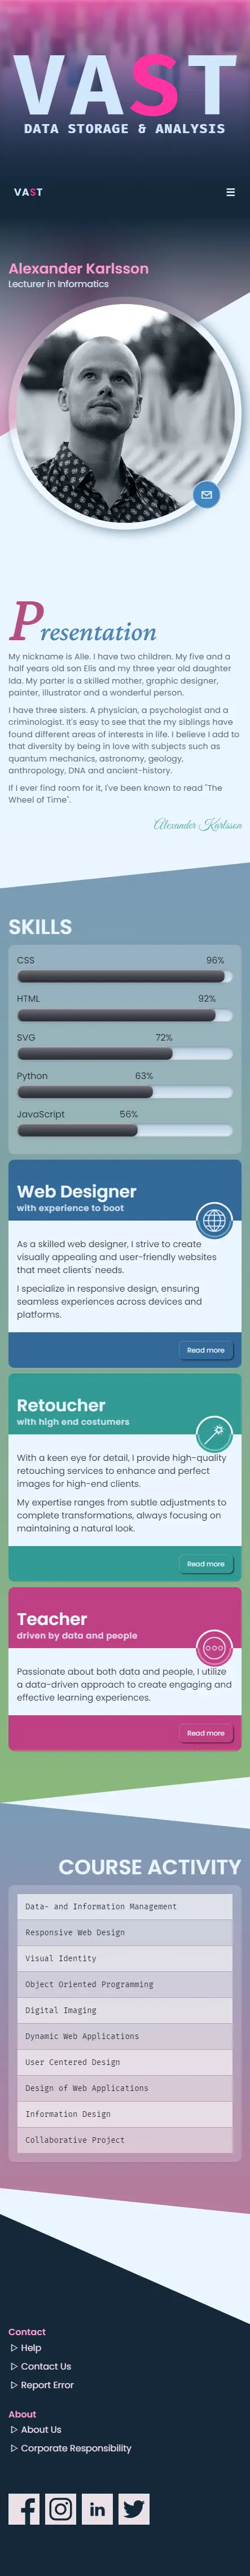 VAST
DATA STORAGE & ANALYSIS
VAST
Alexander Karlsson
Lecturer in Informatics
Presentation
My nickname is Alle. I have two children. My five and a
half years old son Elis and my three year old daughter
Ida. My parter is a skilled mother, graphic designer,
painter, illustrator and a wonderful person.
I have three sisters. A physician, a psychologist and a
criminologist. It's easy to see that the my siblings have
found different areas of interests in life. I believe I add to
that diversity by being in love with subjects such as
quantum mechanics, astronomy, geology,
anthropology, DNA and ancient-history.
If I ever find room for it, I've been known to read "The
Wheel of Time".
Alexander Karlsson
SKILLS
CSS 96%
HTML 92%
SVG 72%
Python 63%
JavaScript 56%
Web Designer
with experience to boot
As a skilled web designer, I strive to create
visually appealing and user-friendly websites
that meet clients' needs.
I specialize in responsive design, ensuring
seamless experiences across devices and
platforms.
Read more
Retoucher
with high end costumers
With a keen eye for detail, I provide high-quality
retouching services to enhance and perfect
images for high-end clients.
My expertise ranges from subtle adjustments to
complete transformations, always focusing on
maintaining a natural look.
Read more
Teacher
driven by data and people
Passionate about both data and people, I utilize
a data-driven approach to create engaging and
effective learning experiences.
Read more
COURSE ACTIVITY
Data- and Information Management
Responsive Web Design
Visual Identity
Object Oriented Programming
Digital Imaging
Dynamic Web Applications
User Centered Design
Design of Web Applications
Information Design
Collaborative Project
Contact
Help
Contact Us
Report Error
About
About Us
Corporate Responsibility